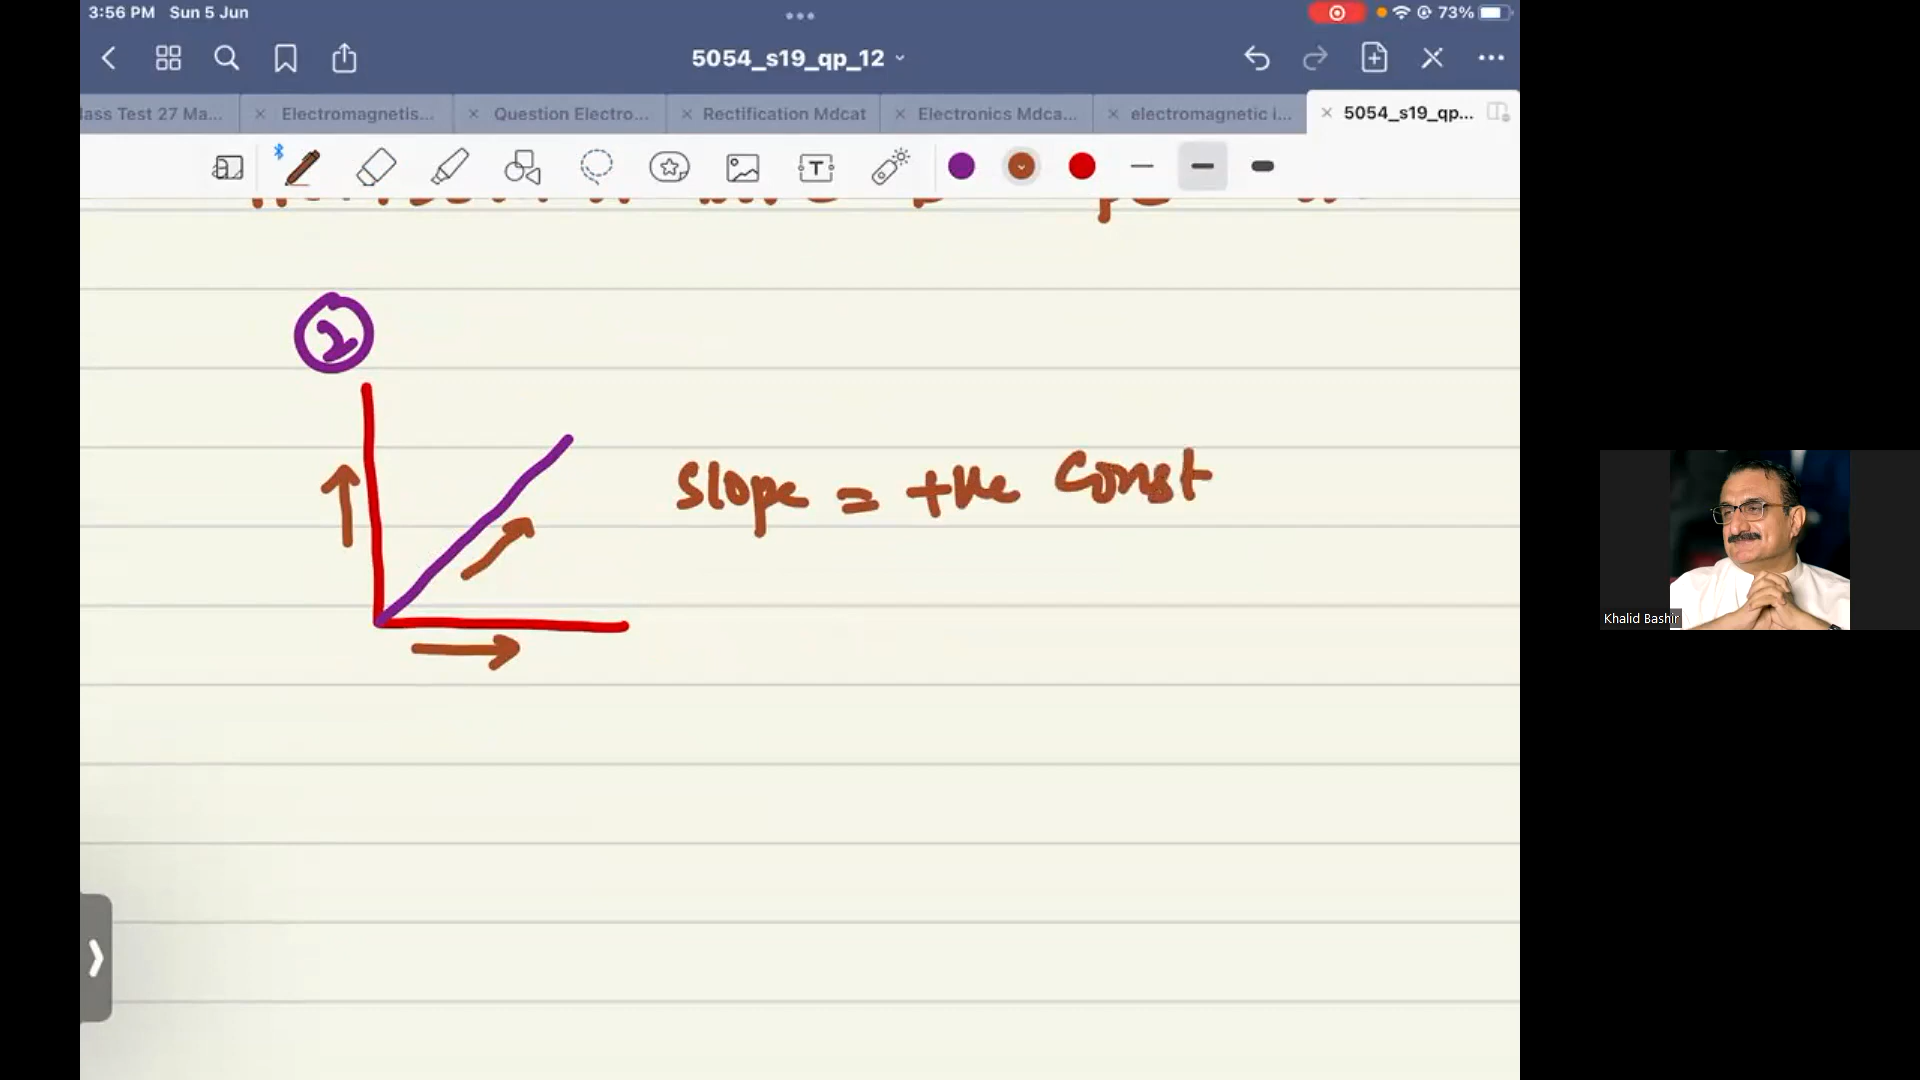 3:56 PM Sun 5 Jun
73%
5054_s19_qp_12
lass Test 27 Ma...
Electromagnetis...
Question Electro...
Rectification Mdcat
Electronics Mdca...
electromagnetic i...
5054_s19_qp...
T
2
Slope = +ve Const
Khalid Bashir